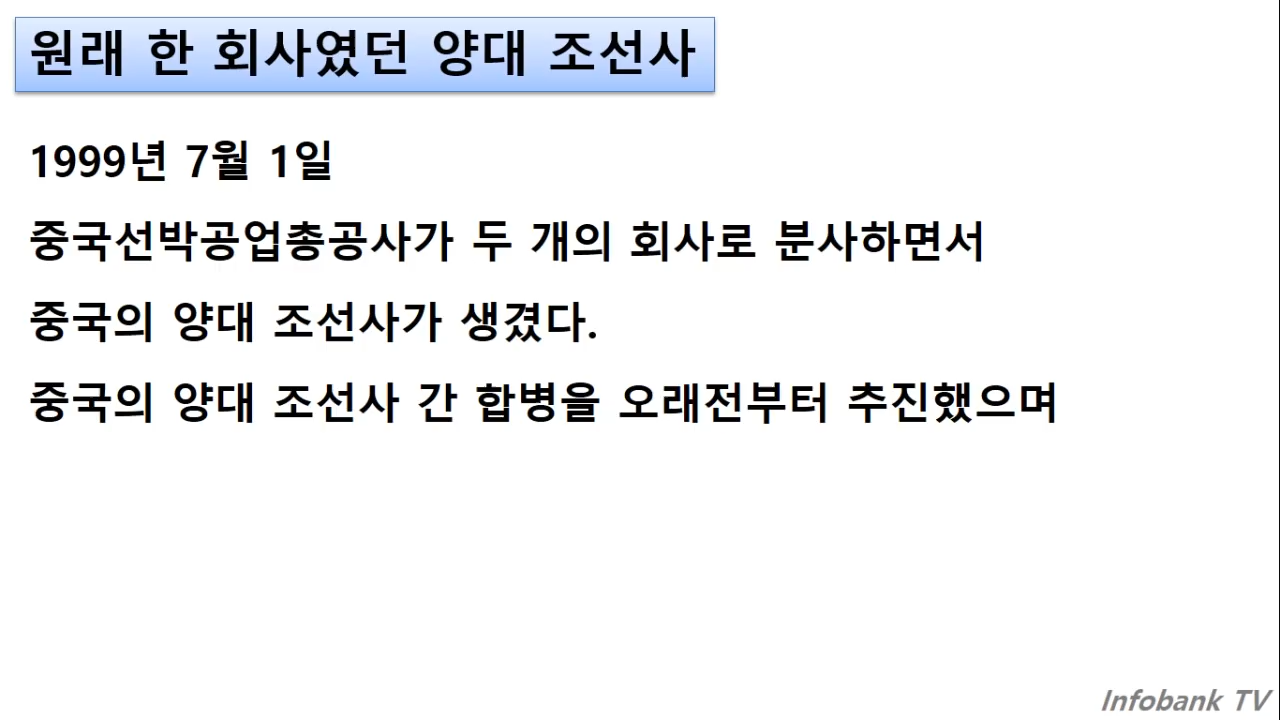 원래 한 회사였던 양대 조선사
1999년 7월 1일
중국선박공업총공사가 두 개의 회사로 분사하면서
중국의 양대 조선사가 생겼다.
중국의 양대 조선사 간 합병을 오래전부터 추진했으며
Infobank TV